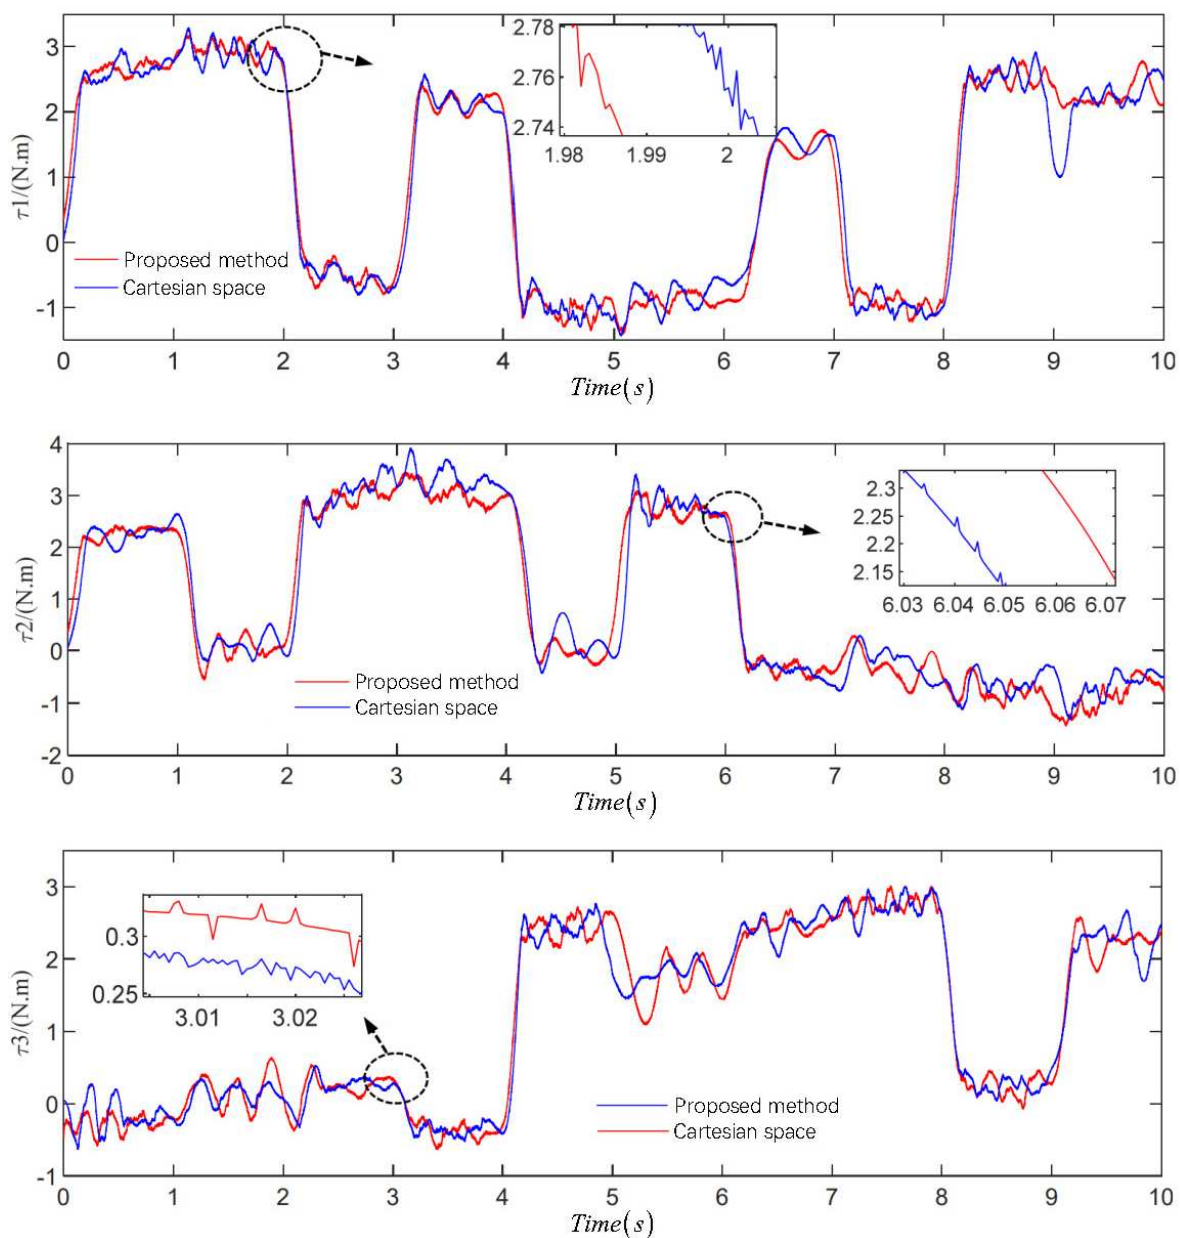 2.78
2.76
2.74
1.98 1.99 2
3
2
1
0
-1
τ1/(N.m)
Proposed method
Cartesian space
0 1 2 3 4 5 6 7 8 9 10
Time(s)
4
3
2
1
0
-1
-2
τ2/(N.m)
2.3
2.25
2.2
2.15
6.03 6.04 6.05 6.06 6.07
Proposed method
Cartesian space
0 1 2 3 4 5 6 7 8 9 10
Time(s)
3
2
1
0
-1
τ3/(N.m)
0.3
0.25
3.01 3.02
Proposed method
Cartesian space
0 1 2 3 4 5 6 7 8 9 10
Time(s)